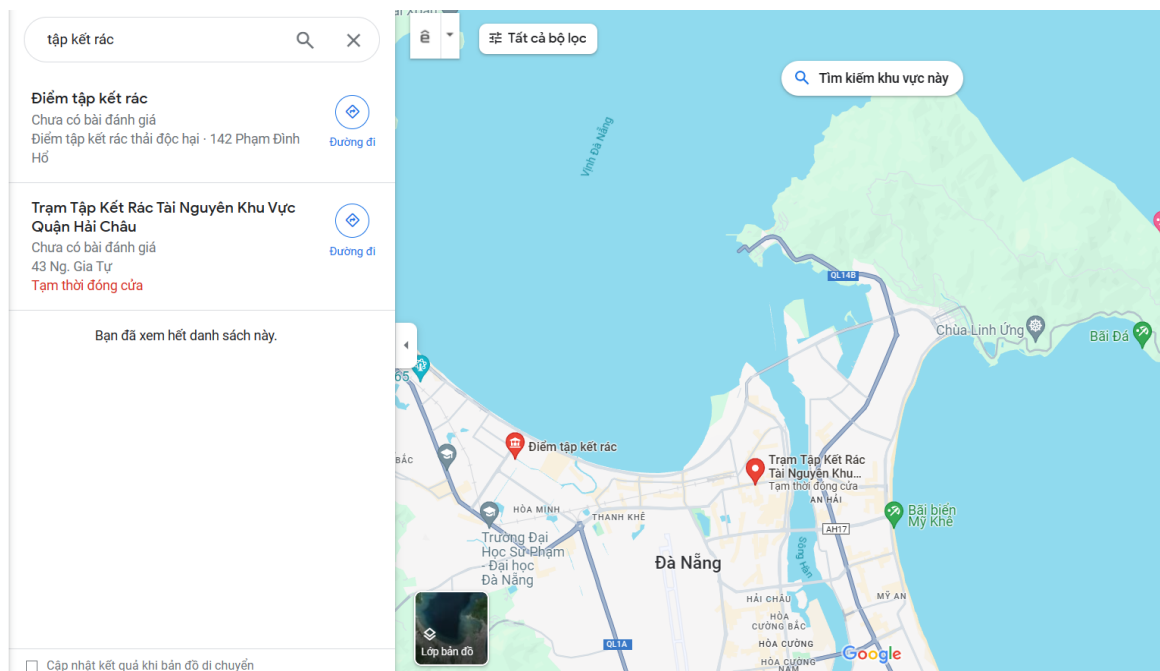 tập kết rác
Điểm tập kết rác
Chưa có bài đánh giá
Điểm tập kết rác thải độc hại · 142 Phạm Đình
Hổ
Đường đi
Trạm Tập Kết Rác Tài Nguyên Khu Vực
Quận Hải Châu
Chưa có bài đánh giá
43 Ng. Gia Tự
Tạm thời đóng cửa
Đường đi
Bạn đã xem hết danh sách này.
Cập nhật kết quả khi bản đồ di chuyển
ê
Tất cả bộ lọc
Tìm kiếm khu vực này
Vịnh Đà Nẵng
QL14B
Chùa Linh Ứng
Bãi Đá
65
Điểm tập kết rác
BẮC
Trạm Tập Kết Rác
Tài Nguyên Khu...
Tạm thời đóng cửa
AN HẢI
HÒA MINH
THANH KHÊ
Bãi biển
Mỹ Khê
AH17
Trường Đại
Học Sư Phạm
- Đại học
Đà Nẵng
Sông Hàn
Đà Nẵng
HẢI CHÂU
MỸ AN
HÒA
CƯỜNG BẮC
QL1A
HÒA CƯỜNG
HÒA CƯỜNG
NAM
Lớp bản đồ
Google